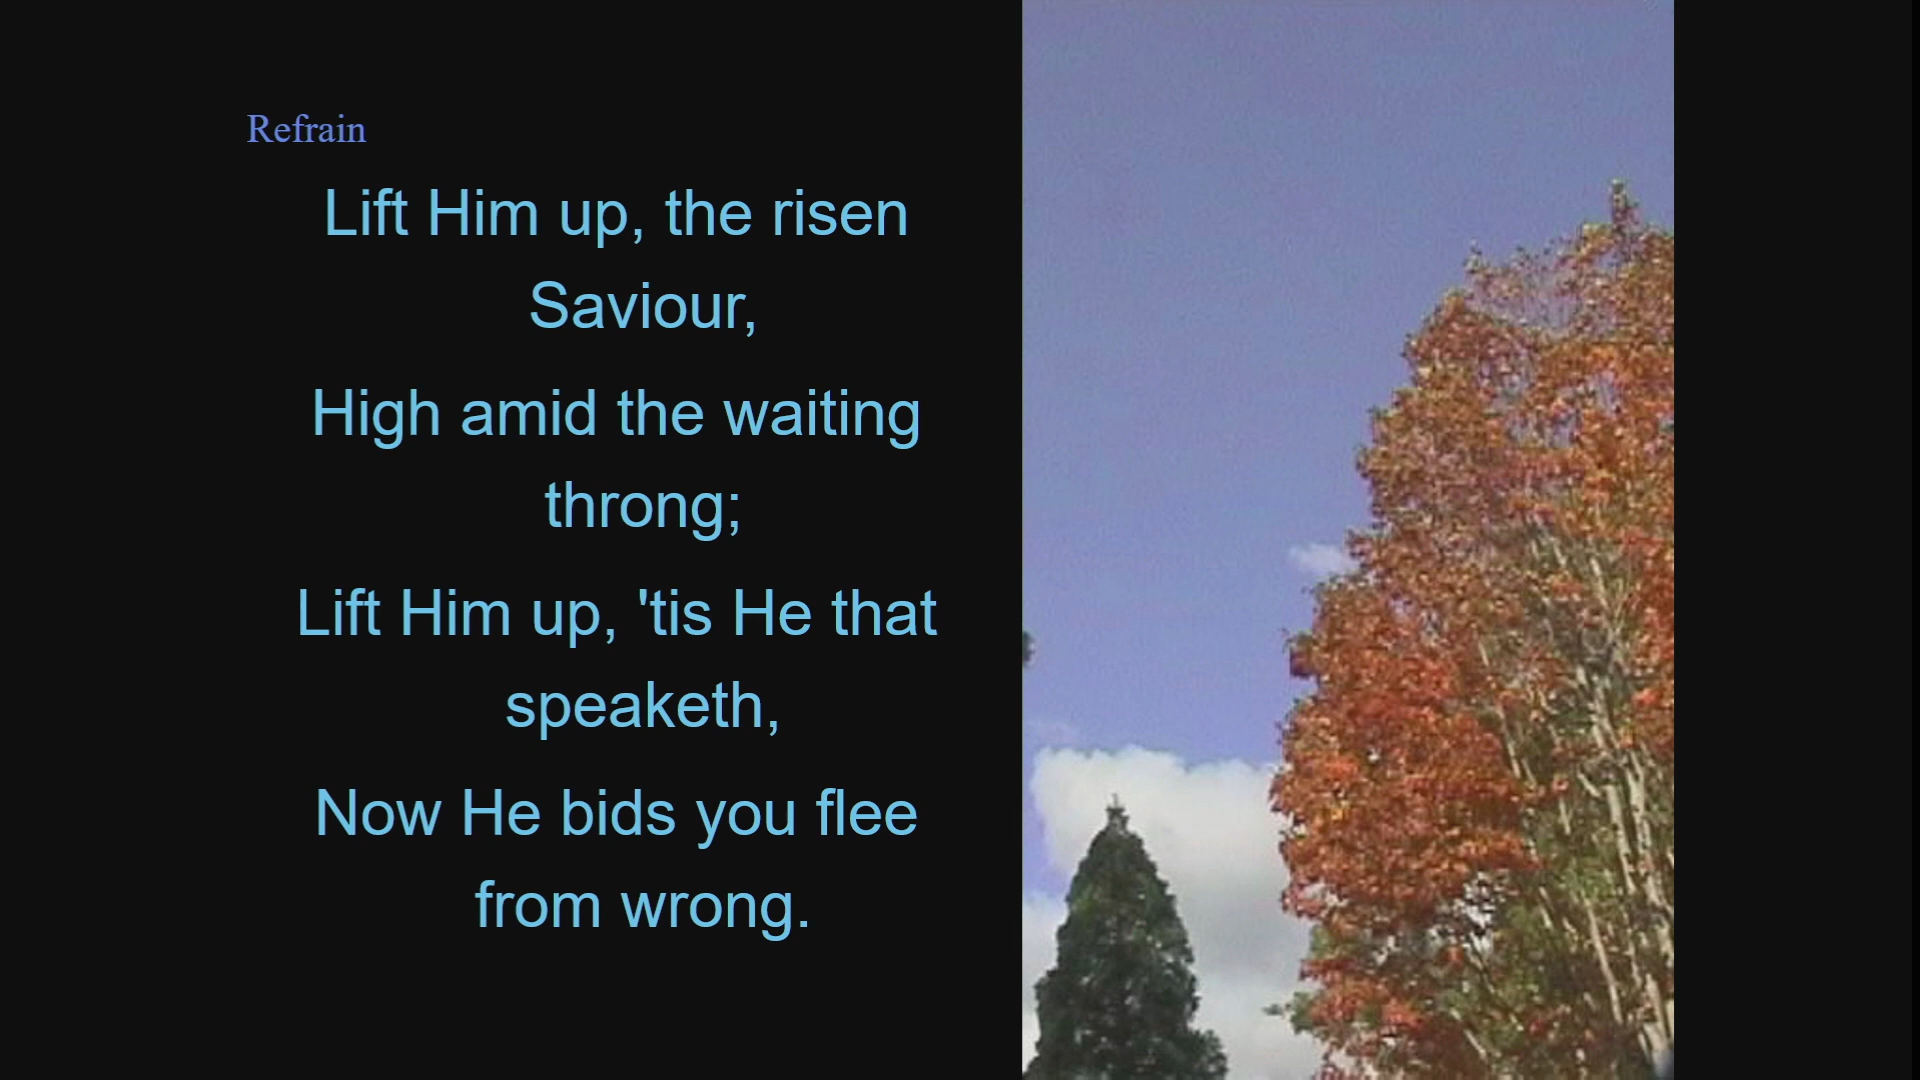 Refrain
Lift Him up, the risen
Saviour,
High amid the waiting
throng;
Lift Him up, 'tis He that
speaketh,
Now He bids you flee
from wrong.